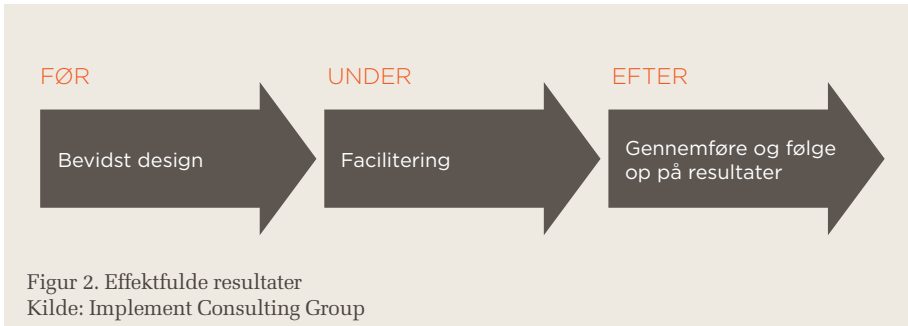 FØR
UNDER
EFTER
Bevidst design
Facilitering
Gennemføre og følge
op på resultater
Figur 2. Effektfulde resultater
Kilde: Implement Consulting Group